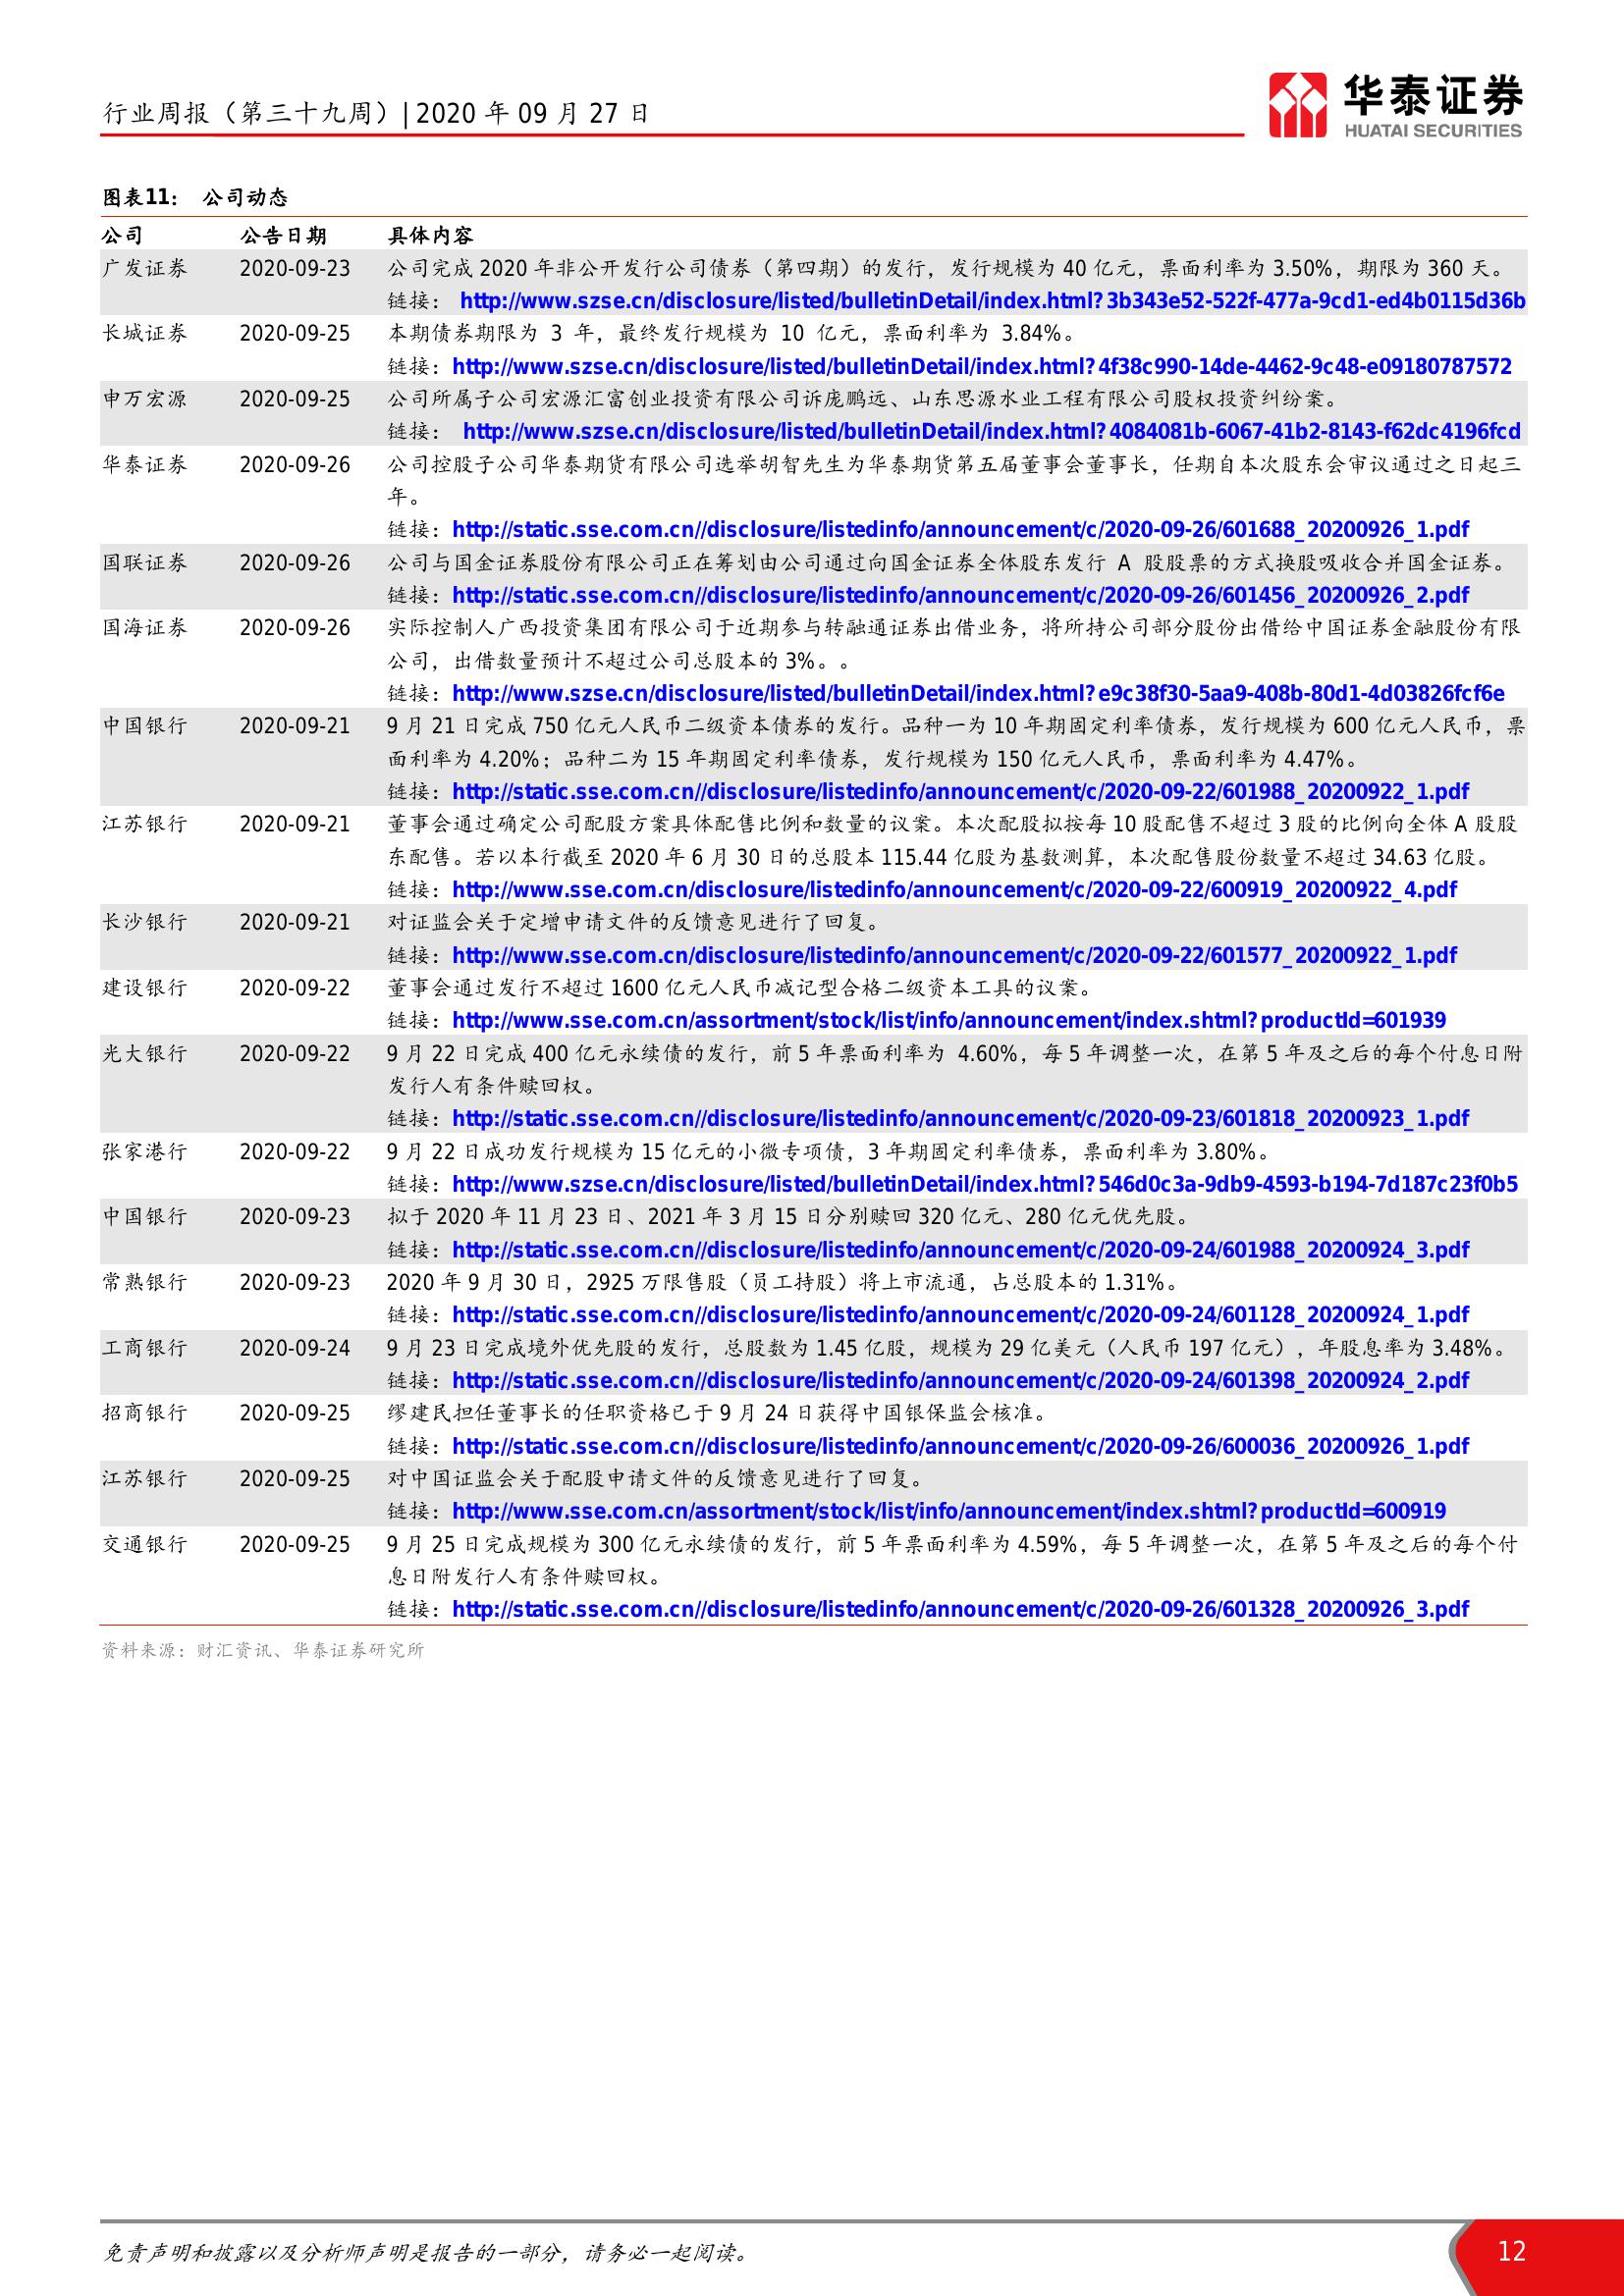 行业周报（第三十九周）| 2020 年 09 月 27 日
华泰证券
HUATAI SECURITIES
图表11： 公司动态
公司 公告日期 具体内容
广发证券 2020-09-23 公司完成 2020 年非公开发行公司债券（第四期）的发行，发行规模为 40 亿元，票面利率为 3.50%，期限为 360 天。
链接： http://www.szse.cn/disclosure/listed/bulletinDetail/index.html?3b343e52-522f-477a-9cd1-ed4b0115d36b
长城证券 2020-09-25 本期债券期限为 3 年，最终发行规模为 10 亿元，票面利率为 3.84%。
链接：http://www.szse.cn/disclosure/listed/bulletinDetail/index.html?4f38c990-14de-4462-9c48-e09180787572
申万宏源 2020-09-25 公司所属子公司宏源汇富创业投资有限公司诉庞鹏远、山东思源水业工程有限公司股权投资纠纷案。
链接： http://www.szse.cn/disclosure/listed/bulletinDetail/index.html?4084081b-6067-41b2-8143-f62dc4196fcd
华泰证券 2020-09-26 公司控股子公司华泰期货有限公司选举胡智先生为华泰期货第五届董事会董事长，任期自本次股东会审议通过之日起三
年。
链接：http://static.sse.com.cn//disclosure/listedinfo/announcement/c/2020-09-26/601688_20200926_1.pdf
国联证券 2020-09-26 公司与国金证券股份有限公司正在筹划由公司通过向国金证券全体股东发行 A 股股票的方式换股吸收合并国金证券。
链接：http://static.sse.com.cn//disclosure/listedinfo/announcement/c/2020-09-26/601456_20200926_2.pdf
国海证券 2020-09-26 实际控制人广西投资集团有限公司于近期参与转融通证券出借业务，将所持公司部分股份出借给中国证券金融股份有限
公司，出借数量预计不超过公司总股本的 3%。。
链接：http://www.szse.cn/disclosure/listed/bulletinDetail/index.html?e9c38f30-5aa9-408b-80d1-4d03826fcf6e
中国银行 2020-09-21 9 月 21 日完成 750 亿元人民币二级资本债券的发行。品种一为 10 年期固定利率债券，发行规模为 600 亿元人民币，票
面利率为 4.20%；品种二为 15 年期固定利率债券，发行规模为 150 亿元人民币，票面利率为 4.47%。
链接：http://static.sse.com.cn//disclosure/listedinfo/announcement/c/2020-09-22/601988_20200922_1.pdf
江苏银行 2020-09-21 董事会通过确定公司配股方案具体配售比例和数量的议案。本次配股拟按每 10 股配售不超过 3 股的比例向全体 A 股股
东配售。若以本行截至 2020 年 6 月 30 日的总股本 115.44 亿股为基数测算，本次配售股份数量不超过 34.63 亿股。
链接：http://www.sse.com.cn/disclosure/listedinfo/announcement/c/2020-09-22/600919_20200922_4.pdf
长沙银行 2020-09-21 对证监会关于定增申请文件的反馈意见进行了回复。
链接：http://www.sse.com.cn/disclosure/listedinfo/announcement/c/2020-09-22/601577_20200922_1.pdf
建设银行 2020-09-22 董事会通过发行不超过 1600 亿元人民币减记型合格二级资本工具的议案。
链接：http://www.sse.com.cn/assortment/stock/list/info/announcement/index.shtml?productId=601939
光大银行 2020-09-22 9 月 22 日完成 400 亿元永续债的发行，前 5 年票面利率为 4.60%，每 5 年调整一次，在第 5 年及之后的每个付息日附
发行人有条件赎回权。
链接：http://static.sse.com.cn//disclosure/listedinfo/announcement/c/2020-09-23/601818_20200923_1.pdf
张家港行 2020-09-22 9 月 22 日成功发行规模为 15 亿元的小微专项债，3 年期固定利率债券，票面利率为 3.80%。
链接：http://www.szse.cn/disclosure/listed/bulletinDetail/index.html?546d0c3a-9db9-4593-b194-7d187c23f0b5
中国银行 2020-09-23 拟于 2020 年 11 月 23 日、2021 年 3 月 15 日分别赎回 320 亿元、280 亿元优先股。
链接：http://static.sse.com.cn//disclosure/listedinfo/announcement/c/2020-09-24/601988_20200924_3.pdf
常熟银行 2020-09-23 2020 年 9 月 30 日，2925 万限售股（员工持股）将上市流通，占总股本的 1.31%。
链接：http://static.sse.com.cn//disclosure/listedinfo/announcement/c/2020-09-24/601128_20200924_1.pdf
工商银行 2020-09-24 9 月 23 日完成境外优先股的发行，总股数为 1.45 亿股，规模为 29 亿美元（人民币 197 亿元），年股息率为 3.48%。
链接：http://static.sse.com.cn//disclosure/listedinfo/announcement/c/2020-09-24/601398_20200924_2.pdf
招商银行 2020-09-25 缪建民担任董事长的任职资格已于 9 月 24 日获得中国银保监会核准。
链接：http://static.sse.com.cn//disclosure/listedinfo/announcement/c/2020-09-26/600036_20200926_1.pdf
江苏银行 2020-09-25 对中国证监会关于配股申请文件的反馈意见进行了回复。
链接：http://www.sse.com.cn/assortment/stock/list/info/announcement/index.shtml?productId=600919
交通银行 2020-09-25 9 月 25 日完成规模为 300 亿元永续债的发行，前 5 年票面利率为 4.59%，每 5 年调整一次，在第 5 年及之后的每个付
息日附发行人有条件赎回权。
链接：http://static.sse.com.cn//disclosure/listedinfo/announcement/c/2020-09-26/601328_20200926_3.pdf
资料来源：财汇资讯、华泰证券研究所
免责声明和披露以及分析师声明是报告的一部分，请务必一起阅读。
12